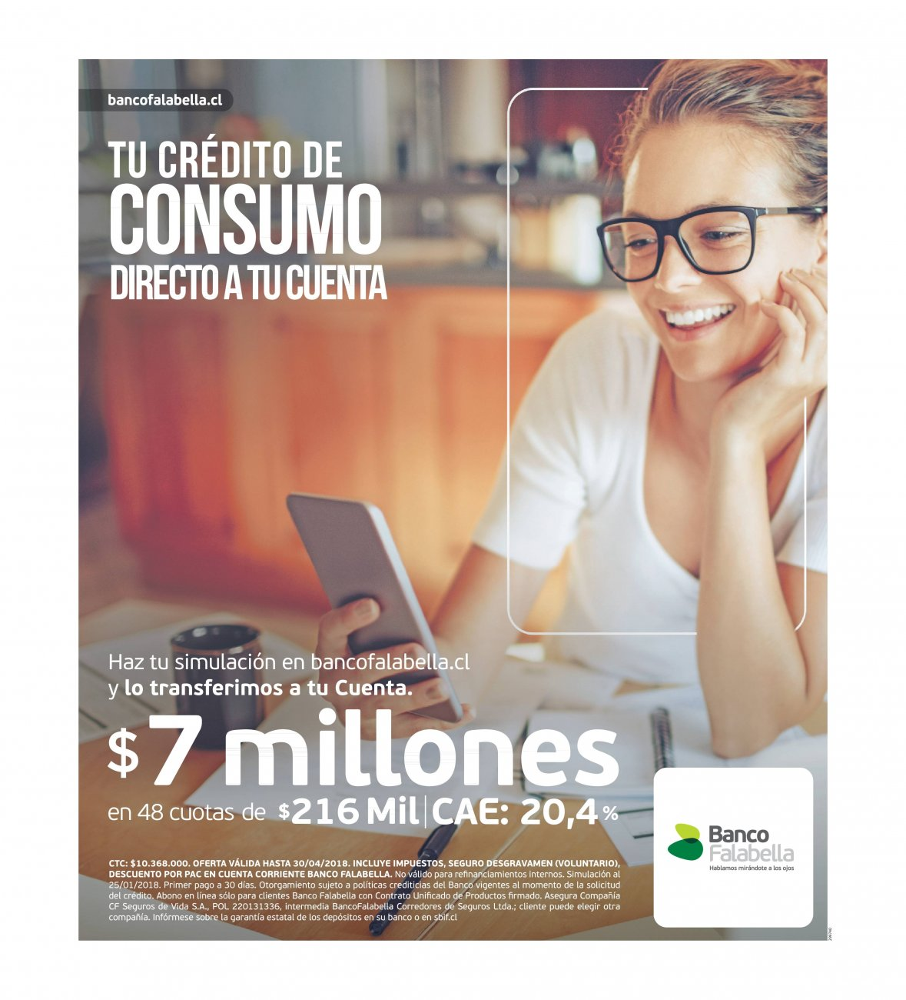 bancofalabella.cl
TU CRÉDITO DE
CONSUMO
DIRECTO A TU CUENTA
Haz tu simulación en bancofalabella.cl
y lo transferimos a tu Cuenta.
$7 millones
en 48 cuotas de $216 Mil | CAE: 20,4%
CTC: $10.368.000. OFERTA VÁLIDA HASTA 30/04/2018. INCLUYE IMPUESTOS, SEGURO DESGRAVAMEN (VOLUNTARIO),
DESCUENTO POR PAC EN CUENTA CORRIENTE BANCO FALABELLA. No válido para refinanciamientos internos. Simulación al
25/01/2018. Primer pago a 30 días. Otorgamiento sujeto a políticas crediticias del Banco vigentes al momento de la solicitud
del crédito. Abono en línea sólo para clientes Banco Falabella con Contrato Unificado de Productos firmado. Asegura Compañía
CF Seguros de Vida S.A., POL 220131336, intermedia BancoFalabella Corredores de Seguros Ltda.; cliente puede elegir otra
compañía. Infórmese sobre la garantía estatal de los depósitos en su banco o en sbif.cl
Banco
Falabella
Hablamos mirándote a los ojos
299740